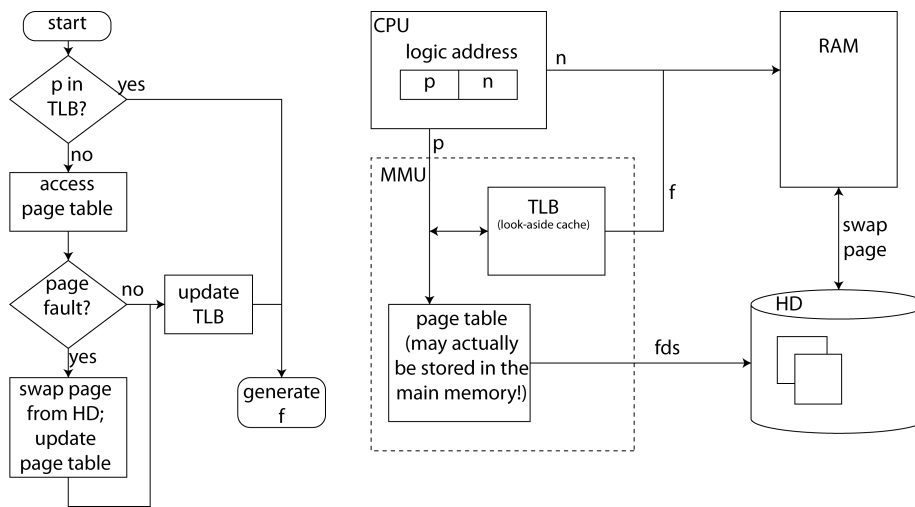 start
p in
TLB?
yes
no
access
page table
page
fault?
no
update
TLB
yes
swap page
from HD;
update
page table
generate
f
CPU
logic address
p
n
n
p
MMU
TLB
(look-aside cache)
f
page table
(may actually
be stored in the
main memory!)
fds
RAM
swap
page
HD